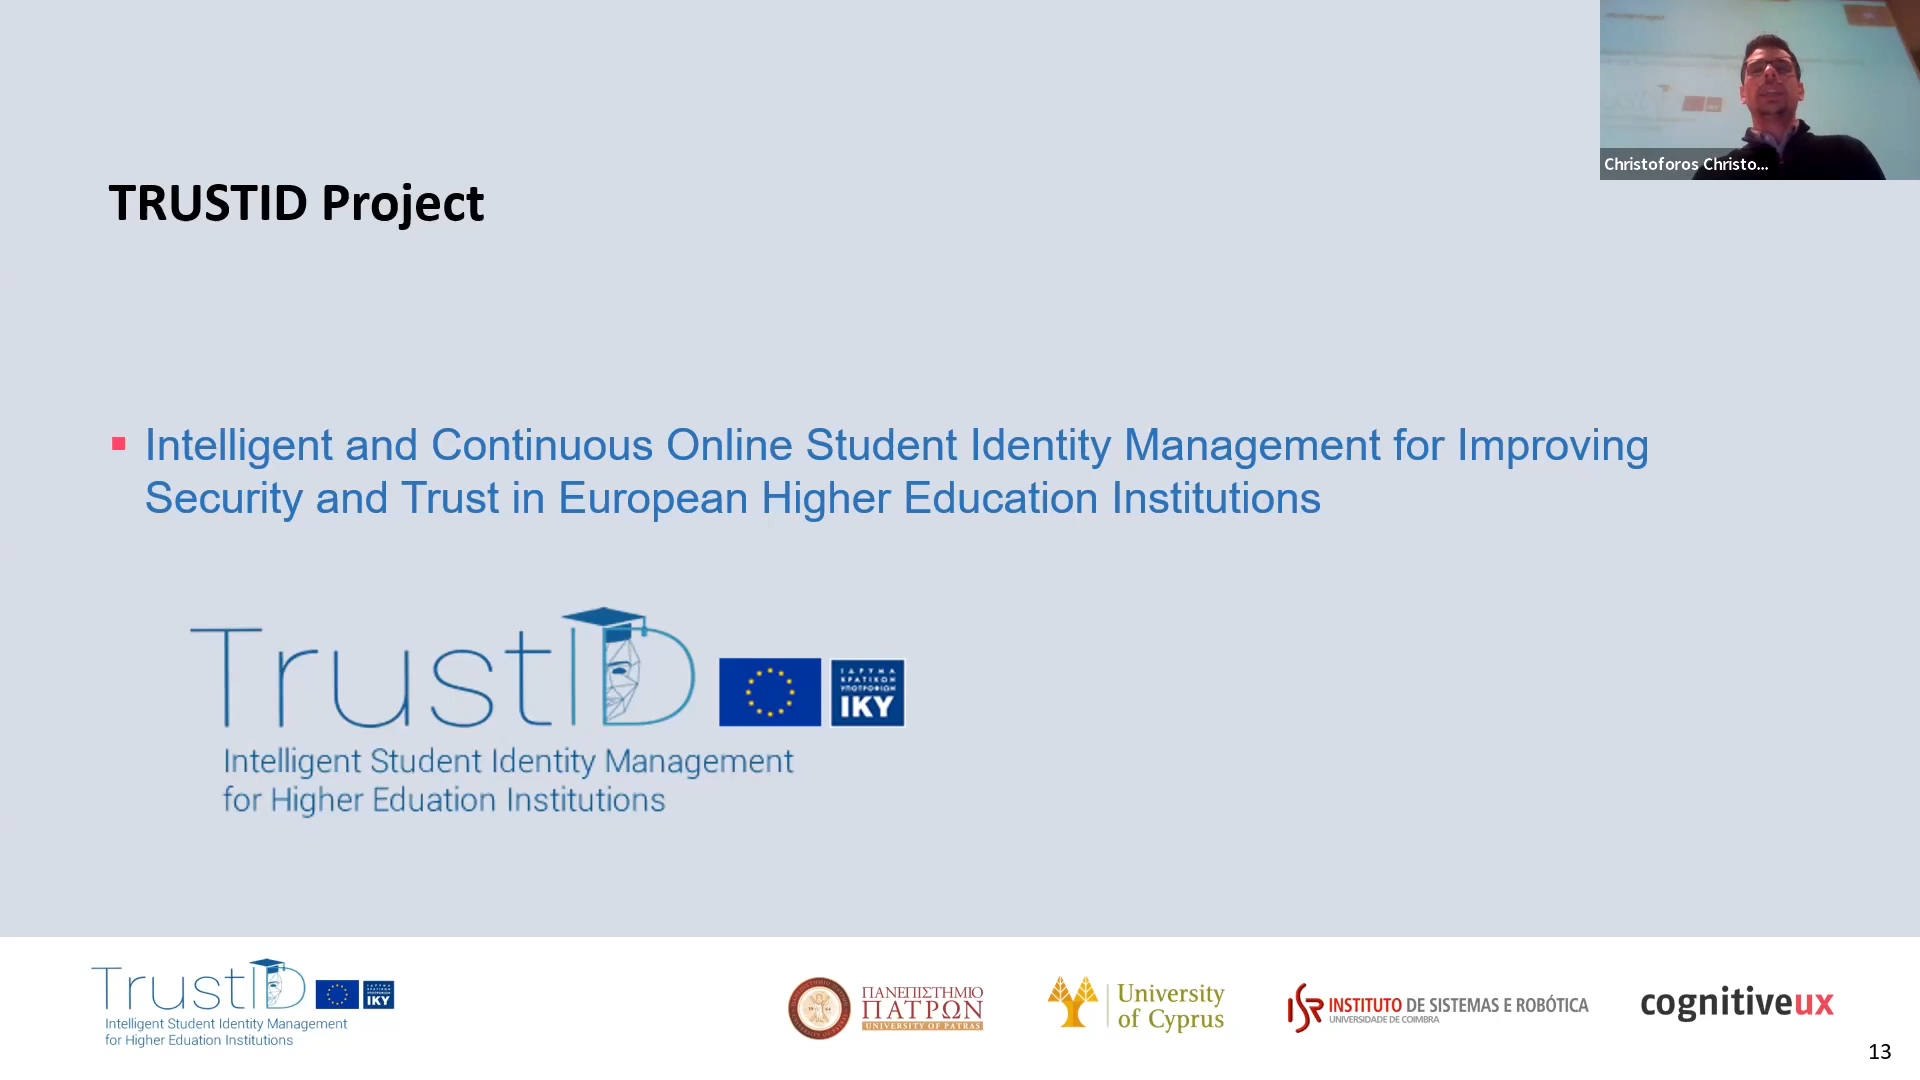 Christoforos Christo...
TRUSTID Project
Intelligent and Continuous Online Student Identity Management for Improving
Security and Trust in European Higher Education Institutions
TrustID
ΙΔΡΥΜΑ
ΚΡΑΤΙΚΩΝ
ΥΠΟΤΡΟΦΙΩΝ
IKY
Intelligent Student Identity Management
for Higher Eduation Institutions
TrustID
IKY
Intelligent Student Identity Management
for Higher Eduation Institutions
ΠΑΝΕΠΙΣΤΗΜΙΟ
ΠΑΤΡΩΝ
UNIVERSITY OF PATRAS
University
of Cyprus
ISR INSTITUTO DE SISTEMAS E ROBÓTICA
UNIVERSIDADE DE COIMBRA
cognitiveux
13